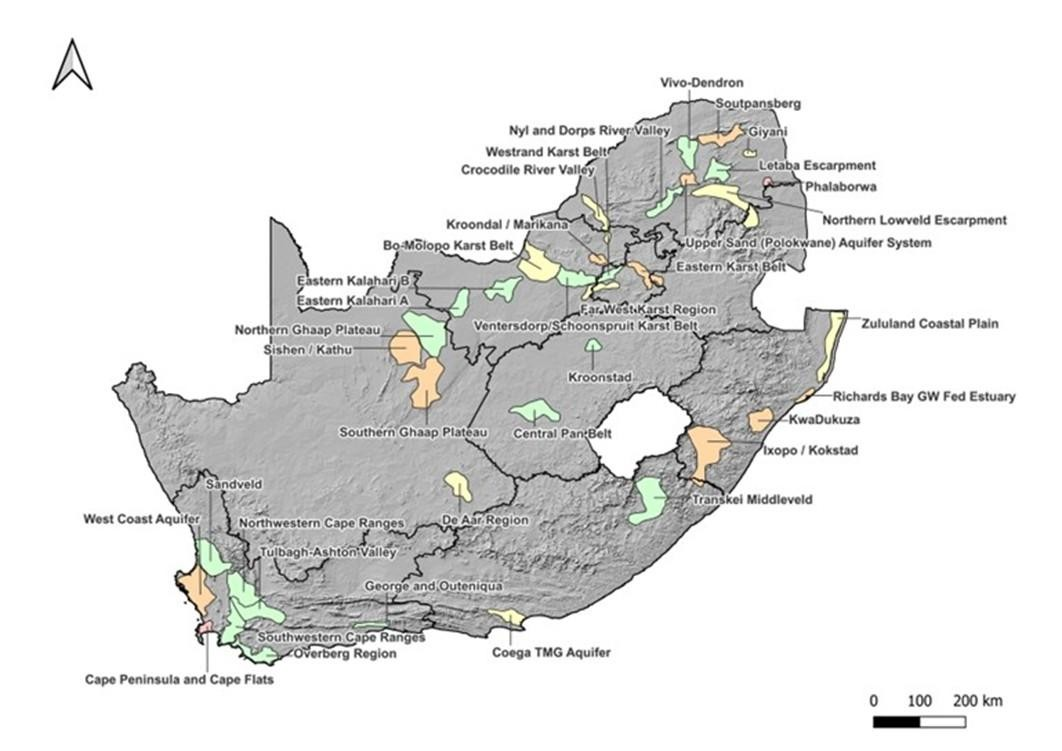 Vivo-Dendron
Soutpansberg
Nyl and Dorps River Valley
Giyani
Westrand Karst Belt
Crocodile River Valley
Letaba Escarpment
Phalaborwa
Northern Lowveld Escarpment
Kroondal / Marikana
Bo-Molopo Karst Belt
Upper Sand (Polokwane) Aquifer System
Eastern Karst Belt
Eastern Kalahari B
Eastern Kalahari A
Far West Karst Region
Ventersdorp/Schoonspruit Karst Belt
Northern Ghaap Plateau
Sishen / Kathu
Zululand Coastal Plain
Kroonstad
Richards Bay GW Fed Estuary
KwaDukuza
Southern Ghaap Plateau
Central Pan Belt
Ixopo / Kokstad
Transkei Middleveld
Sandveld
West Coast Aquifer
Northwestern Cape Ranges
De Aar Region
Tulbagh-Ashton Valley
George and Outeniqua
Southwestern Cape Ranges
Overberg Region
Coega TMG Aquifer
Cape Peninsula and Cape Flats
0 100 200 km